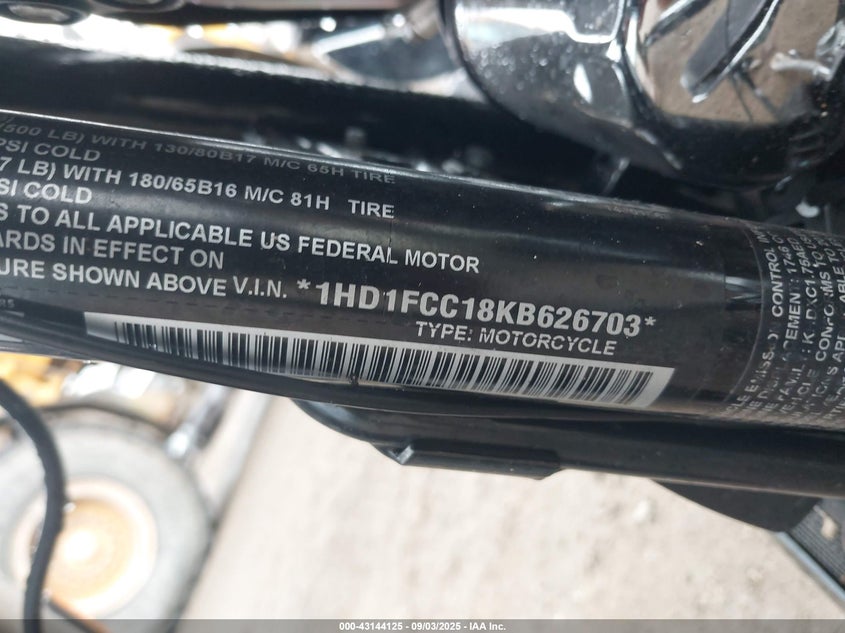 /500 LB) WITH 130/80B17 M/C 65H TIRE
PSI COLD
7 LB) WITH 180/65B16 M/C 81H TIRE
SI COLD
S TO ALL APPLICABLE US FEDERAL MOTOR
ARDS IN EFFECT ON
URE SHOWN ABOVE V.I.N. *1HD1FCC18KB626703*
TYPE: MOTORCYCLE
CONTROL
000-43144125 - 09/03/2025 - IAA Inc.